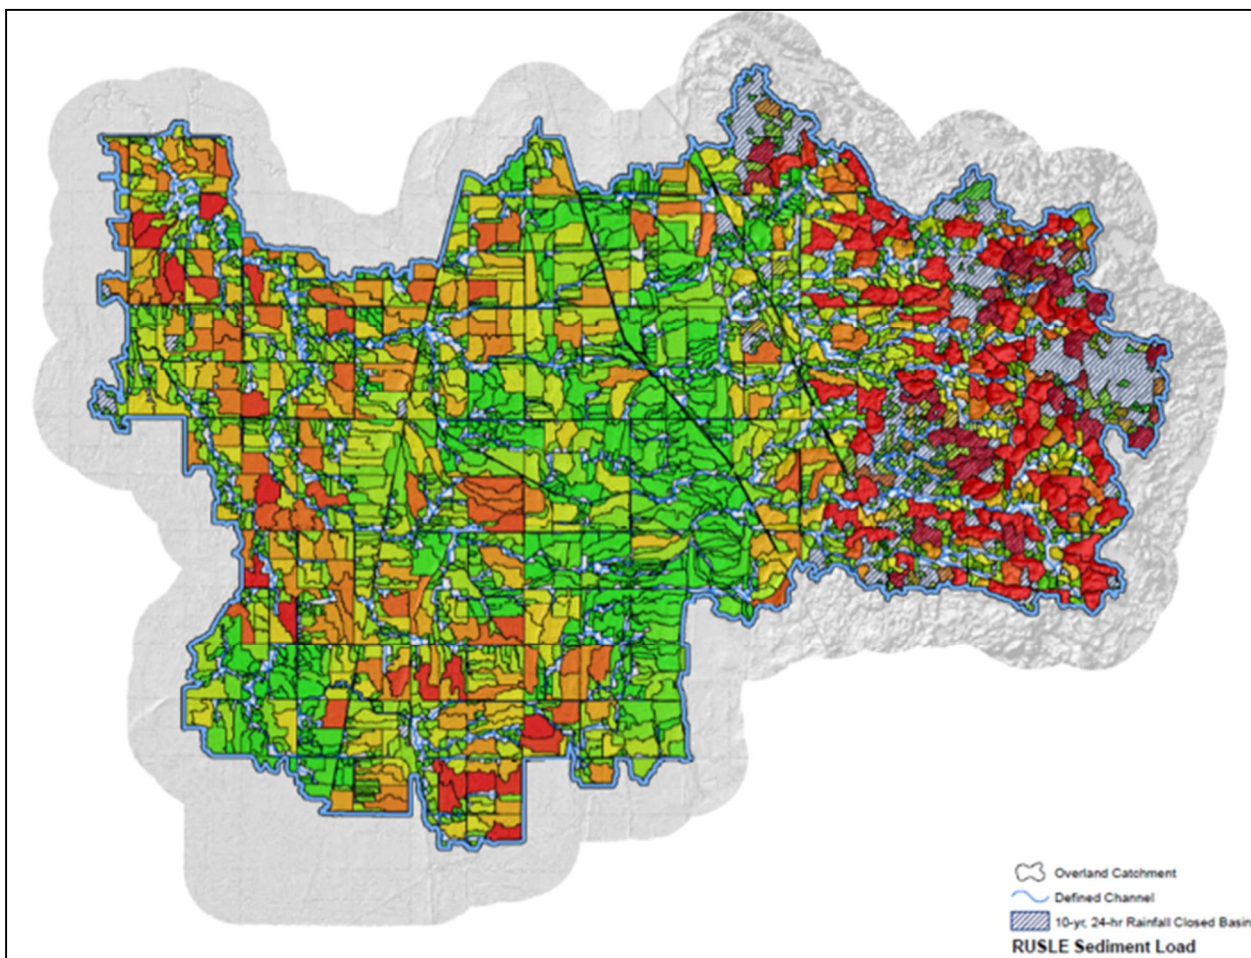 Overland Catchment
Defined Channel
10-yr, 24-hr Rainfall Closed Basin
RUSLE Sediment Load